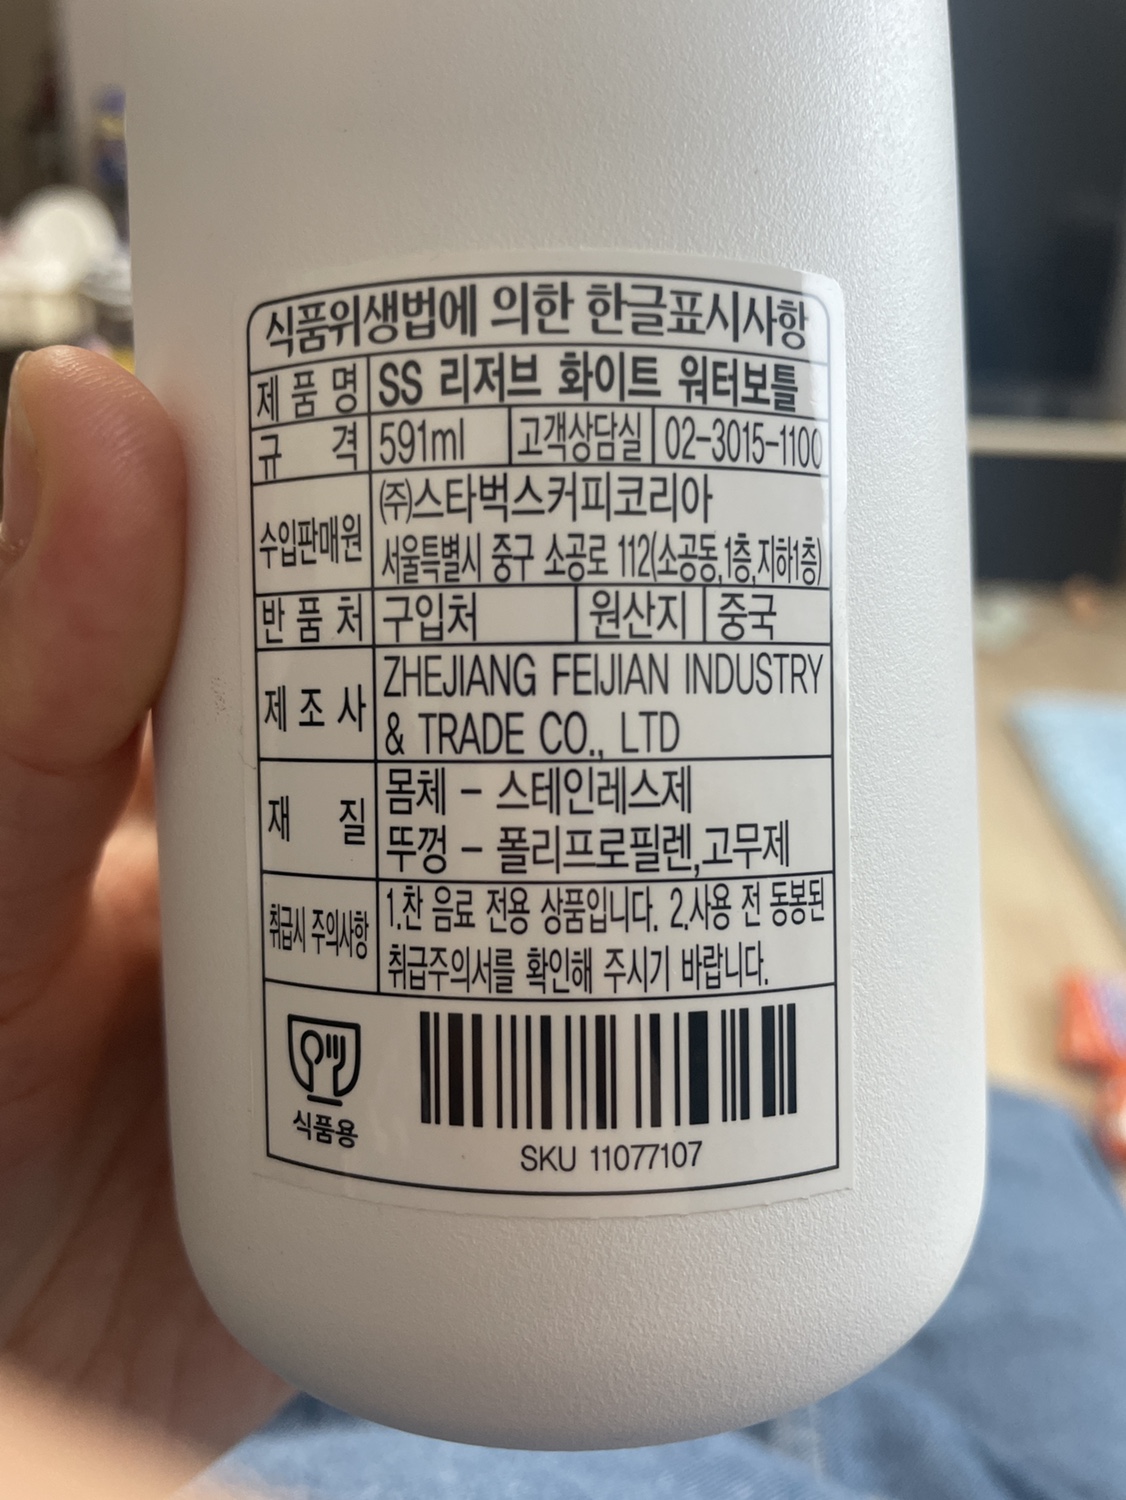 식품위생법에 의한 한글표시사항
제품명 SS 리저브 화이트 워터보틀
규격 591ml 고객상담실 02-3015-1100
수입판매원 (주)스타벅스커피코리아
서울특별시 중구 소공로 112(소공동,1층,지하1층)
반품처 구입처 원산지 중국
제조사 ZHEJIANG FEIJIAN INDUSTRY
& TRADE CO., LTD
재질 몸체 - 스테인레스제
뚜껑 - 폴리프로필렌,고무제
취급시 주의사항 1.찬 음료 전용 상품입니다. 2.사용 전 동봉된
취급주의서를 확인해 주시기 바랍니다.
식품용
SKU 11077107